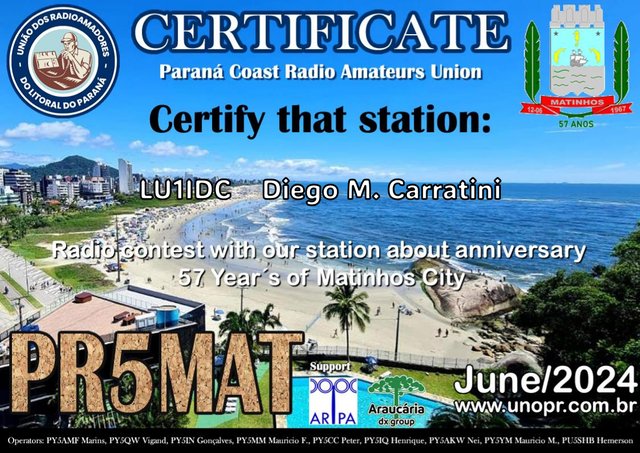 CERTIFICATE
Paraná Coast Radio Amateurs Union
UNIÃO DOS RADIOAMADORES
DO LITORAL DO PARANÁ
MATINHOS
12-06 1967
57 ANOS
Certify that station:
LU1IDC Diego M. Carratini
Radio contest with our station about anniversary
57 Year´s of Matinhos City
PR5MAT
Support
ARPA
Araucária
dx group
June/2024
www.unopr.com.br
Operators: PY5AMF Marins, PY5QW Vigand, PY5IN Gonçalves, PY5MM Mauricio F., PY5CC Peter, PY5IQ Henrique, PY5AKW Nei, PY5YM Mauricio M., PU5SHB Hemerson